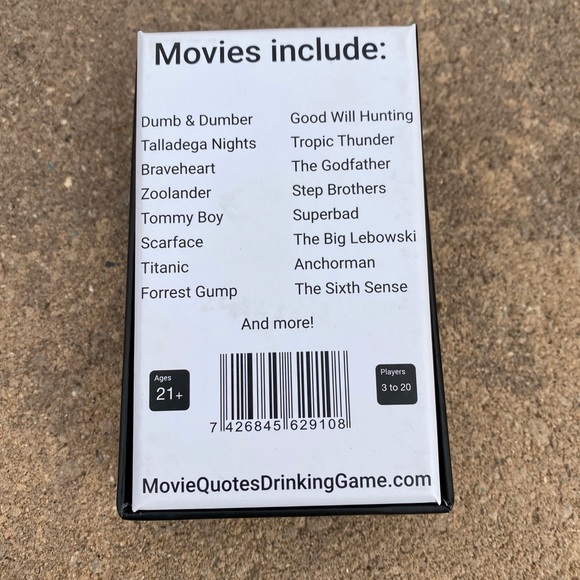 Movies include:
Dumb & Dumber
Talladega Nights
Braveheart
Zoolander
Tommy Boy
Scarface
Titanic
Forrest Gump
Good Will Hunting
Tropic Thunder
The Godfather
Step Brothers
Superbad
The Big Lebowski
Anchorman
The Sixth Sense
And more!
Ages
21+
7 426845 629108
Players
3 to 20
MovieQuotesDrinkingGame.com